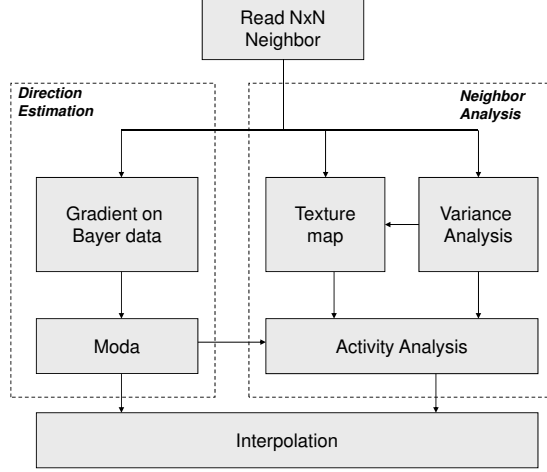 Read NxN
Neighbor
Direction
Estimation
Neighbor
Analysis
Gradient on
Bayer data
Texture
map
Variance
Analysis
Moda
Activity Analysis
Interpolation